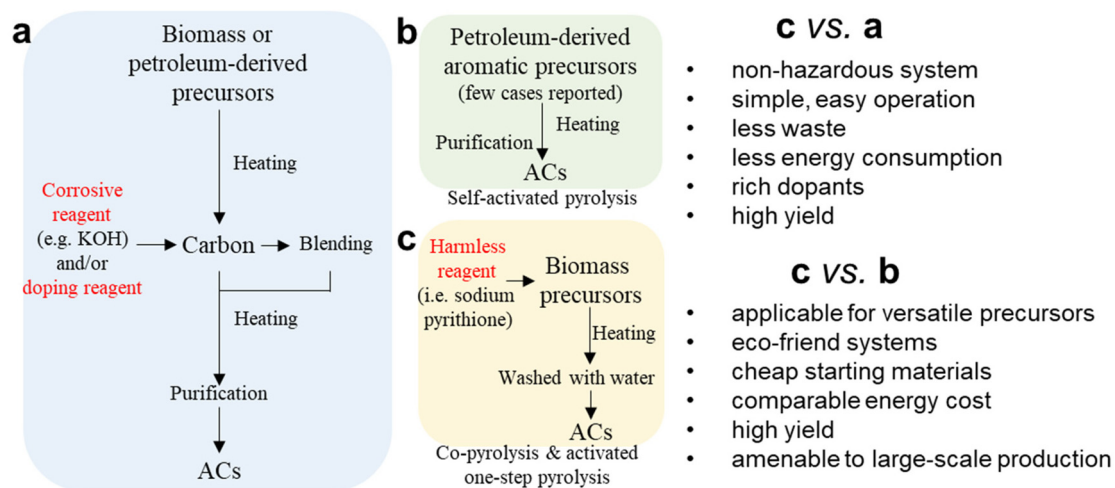 a
Biomass or
petroleum-derived
precursors
Heating
Corrosive
reagent
(e.g. KOH)
and/or
doping reagent
Carbon
Blending
Heating
Purification
ACs
b
Petroleum-derived
aromatic precursors
(few cases reported)
Heating
Purification
ACs
Self-activated pyrolysis
c
Harmless
reagent
(i.e. sodium
pyrithione)
Biomass
precursors
Heating
Washed with water
ACs
Co-pyrolysis & activated
one-step pyrolysis
c vs. a
• non-hazardous system
• simple, easy operation
• less waste
• less energy consumption
• rich dopants
• high yield
c vs. b
• applicable for versatile precursors
• eco-friend systems
• cheap starting materials
• comparable energy cost
• high yield
• amenable to large-scale production